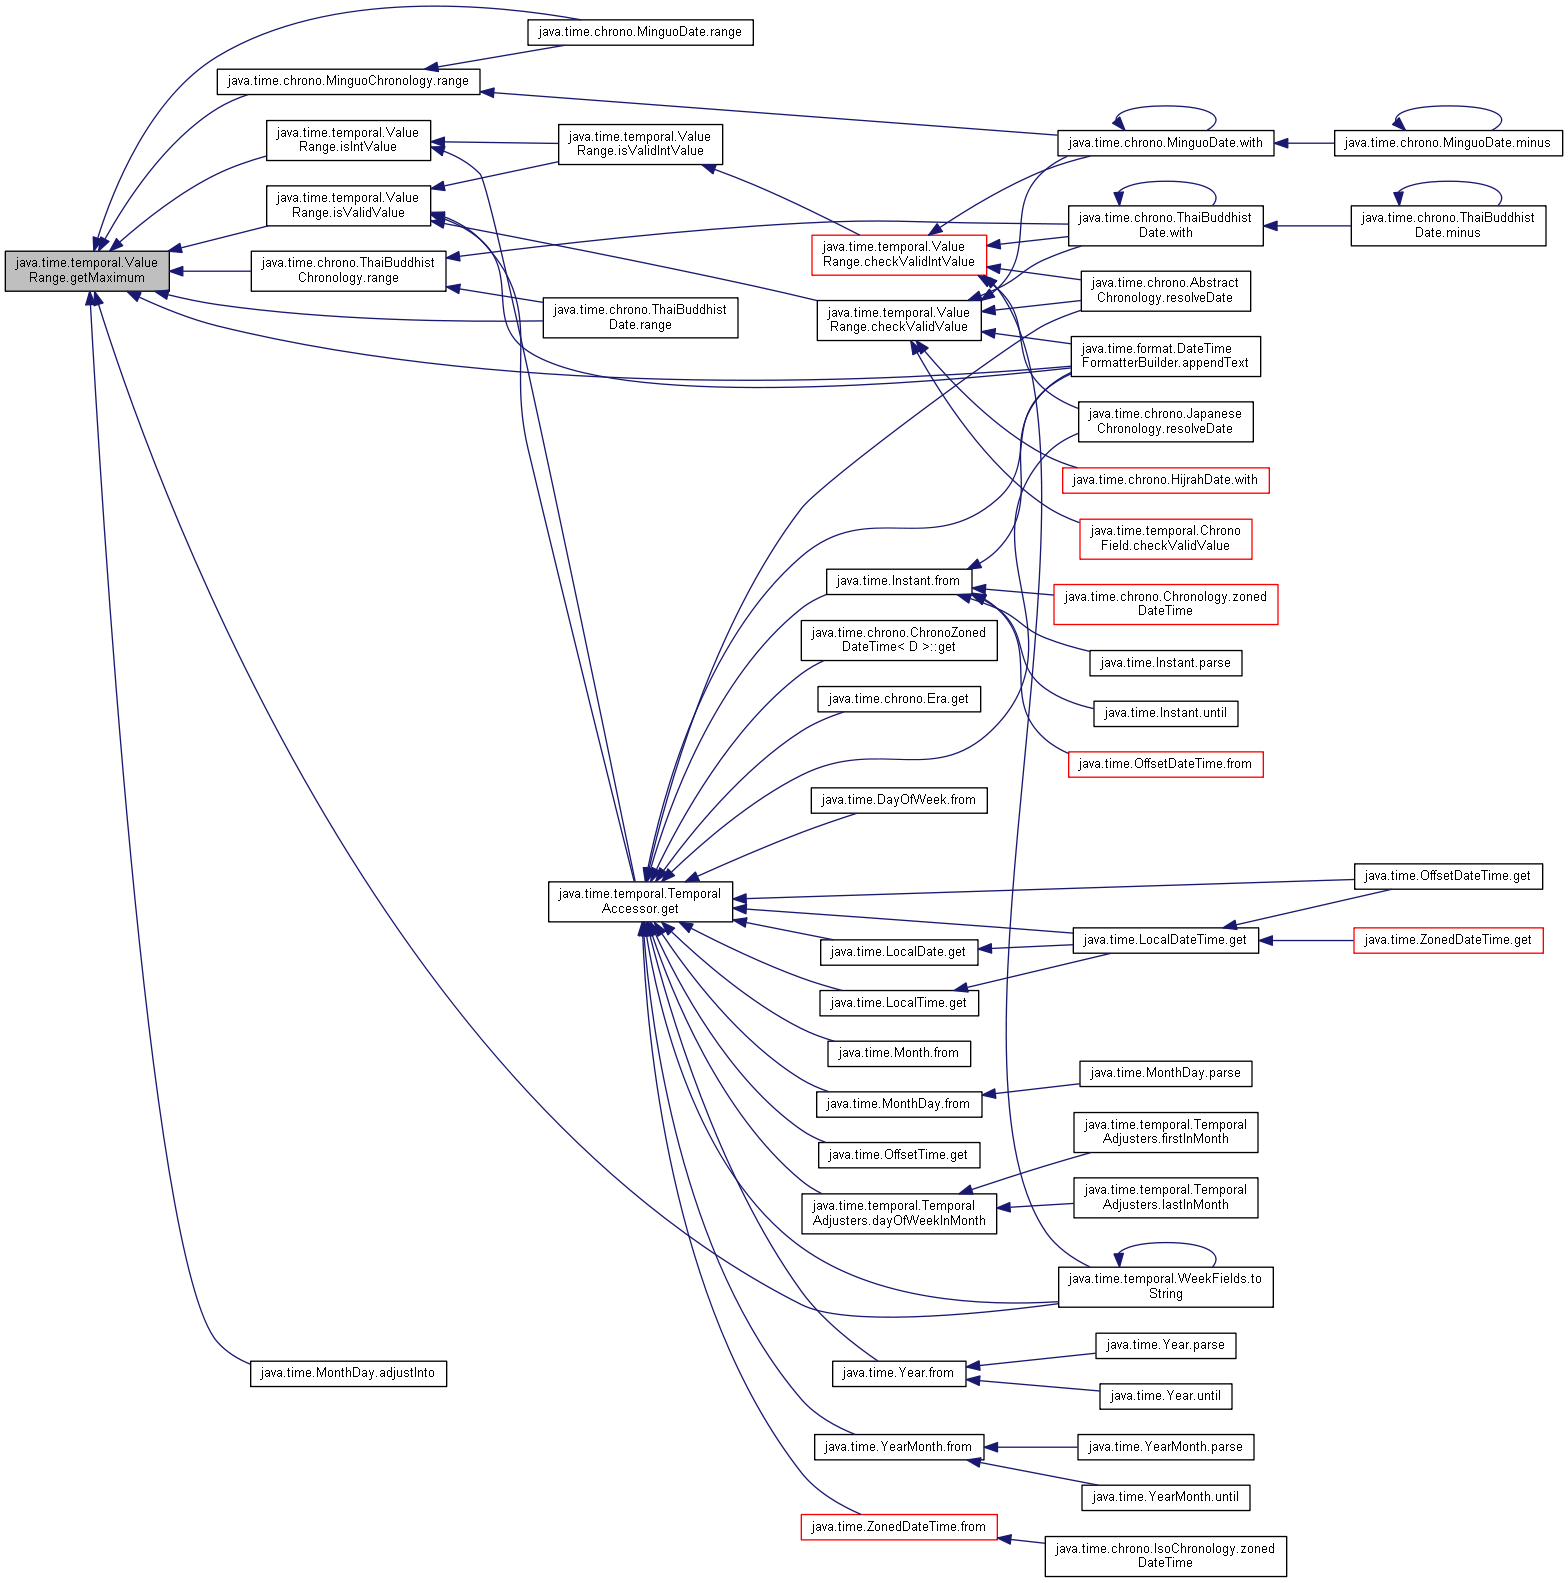 java.time.chrono.MinguoDate.range
java.time.chrono.MinguoChronology.range
java.time.temporal.Value
Range.isIntValue
java.time.temporal.Value
Range.isValidIntValue
java.time.chrono.MinguoDate.with
java.time.chrono.MinguoDate.minus
java.time.temporal.Value
Range.isValidValue
java.time.chrono.ThaiBuddhist
Date.with
java.time.chrono.ThaiBuddhist
Date.minus
java.time.temporal.Value
Range.getMaximum
java.time.chrono.ThaiBuddhist
Chronology.range
java.time.temporal.Value
Range.checkValidIntValue
java.time.chrono.Abstract
Chronology.resolveDate
java.time.chrono.ThaiBuddhist
Date.range
java.time.temporal.Value
Range.checkValidValue
java.time.format.DateTime
FormatterBuilder.appendText
java.time.chrono.Japanese
Chronology.resolveDate
java.time.chrono.HijrahDate.with
java.time.temporal.Chrono
Field.checkValidValue
java.time.Instant.from
java.time.chrono.Chronology.zoned
DateTime
java.time.chrono.ChronoZoned
DateTime< D >::get
java.time.Instant.parse
java.time.chrono.Era.get
java.time.Instant.until
java.time.OffsetDateTime.from
java.time.DayOfWeek.from
java.time.temporal.Temporal
Accessor.get
java.time.OffsetDateTime.get
java.time.LocalDate.get
java.time.LocalDateTime.get
java.time.ZonedDateTime.get
java.time.LocalTime.get
java.time.Month.from
java.time.MonthDay.parse
java.time.MonthDay.from
java.time.temporal.Temporal
Adjusters.firstInMonth
java.time.OffsetTime.get
java.time.temporal.Temporal
Adjusters.lastInMonth
java.time.temporal.Temporal
Adjusters.dayOfWeekInMonth
java.time.temporal.WeekFields.to
String
java.time.MonthDay.adjustInto
java.time.Year.parse
java.time.Year.from
java.time.Year.until
java.time.YearMonth.from
java.time.YearMonth.parse
java.time.YearMonth.until
java.time.ZonedDateTime.from
java.time.chrono.IsoChronology.zoned
DateTime